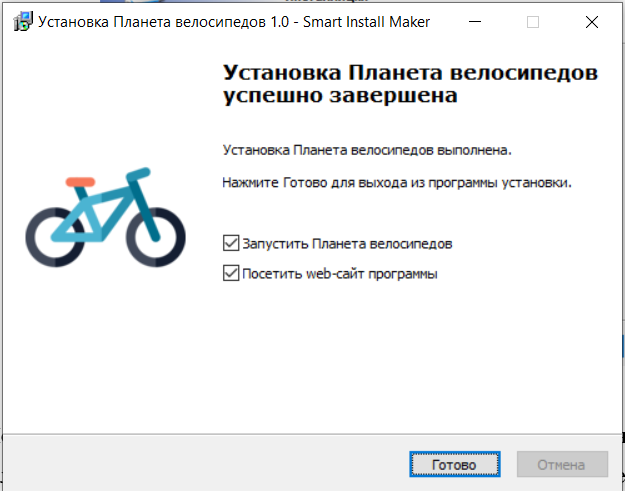 Установка Планета велосипедов 1.0 - Smart Install Maker
Установка Планета велосипедов
успешно завершена
Установка Планета велосипедов выполнена.
Нажмите Готово для выхода из программы установки.
Запустить Планета велосипедов
Посетить web-сайт программы
Готово
Отмена